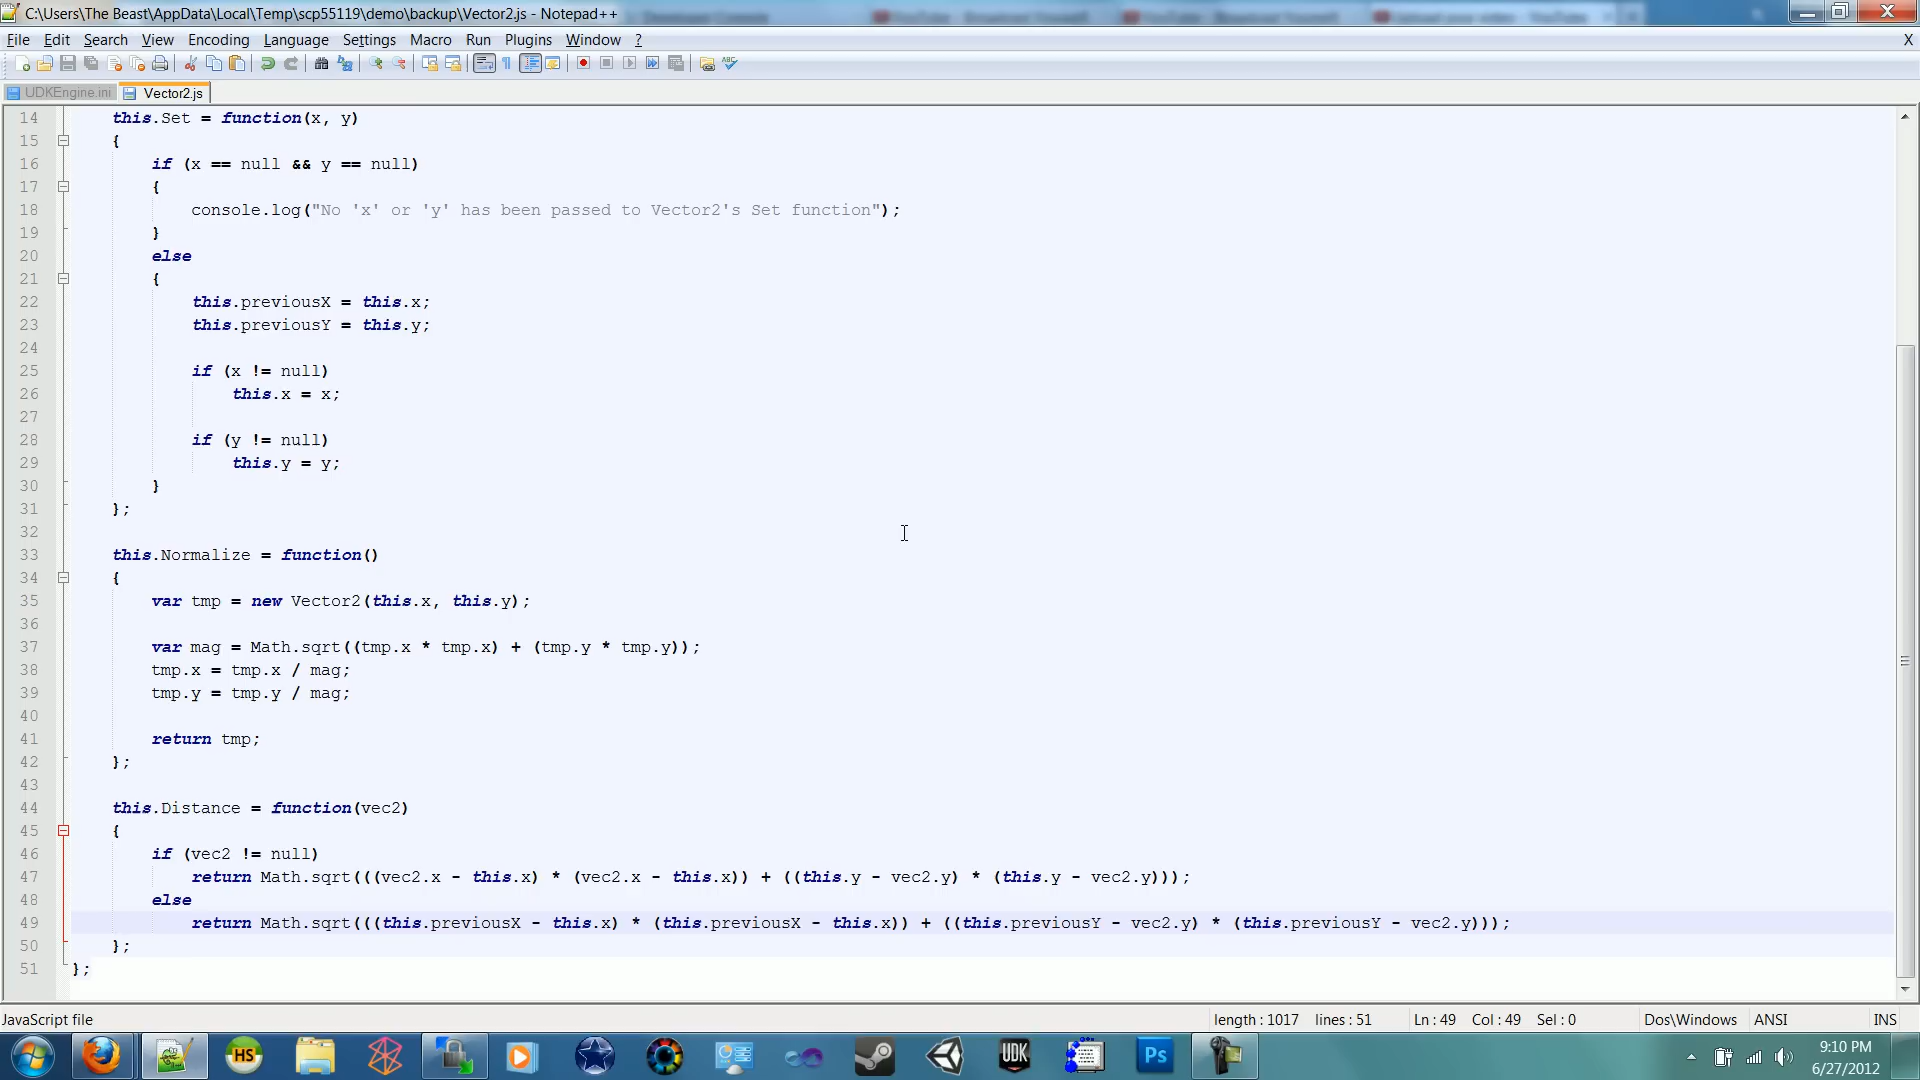 C:\Users\The Beast\AppData\Local\Temp\scp55119\demo\backup\Vector2.js - Notepad++
File Edit Search View Encoding Language Settings Macro Run Plugins Window ? X
UDKEngine.ini Vector2.js
14 this.Set = function(x, y)
15 {
16 if (x == null && y == null)
17 {
18 console.log("No 'x' or 'y' has been passed to Vector2's Set function");
19 }
20 else
21 {
22 this.previousX = this.x;
23 this.previousY = this.y;
24
25 if (x != null)
26 this.x = x;
27
28 if (y != null)
29 this.y = y;
30 }
31 };
32
33 this.Normalize = function()
34 {
35 var tmp = new Vector2(this.x, this.y);
36
37 var mag = Math.sqrt((tmp.x * tmp.x) + (tmp.y * tmp.y));
38 tmp.x = tmp.x / mag;
39 tmp.y = tmp.y / mag;
40
41 return tmp;
42 };
43
44 this.Distance = function(vec2)
45 {
46 if (vec2 != null)
47 return Math.sqrt(((vec2.x - this.x) * (vec2.x - this.x)) + ((this.y - vec2.y) * (this.y - vec2.y)));
48 else
49 return Math.sqrt(((this.previousX - this.x) * (this.previousX - this.x)) + ((this.previousY - vec2.y) * (this.previousY - vec2.y)));
50 };
51 };
JavaScript file length : 1017 lines : 51 Ln : 49 Col : 49 Sel : 0 Dos\Windows ANSI INS
HS UDK Ps
9:10 PM
6/27/2012